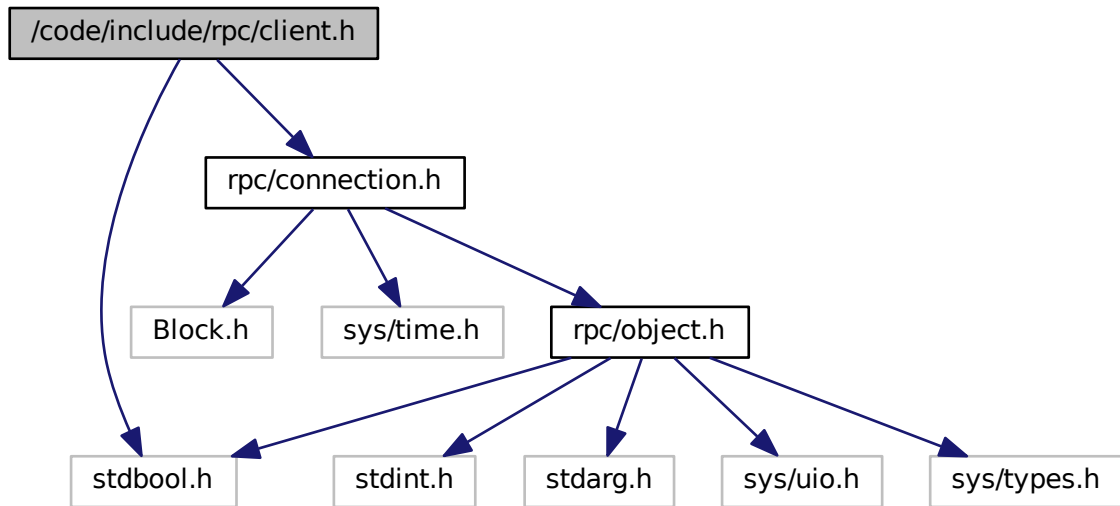 /code/include/rpc/client.h
rpc/connection.h
Block.h
sys/time.h
rpc/object.h
stdbool.h
stdint.h
stdarg.h
sys/uio.h
sys/types.h